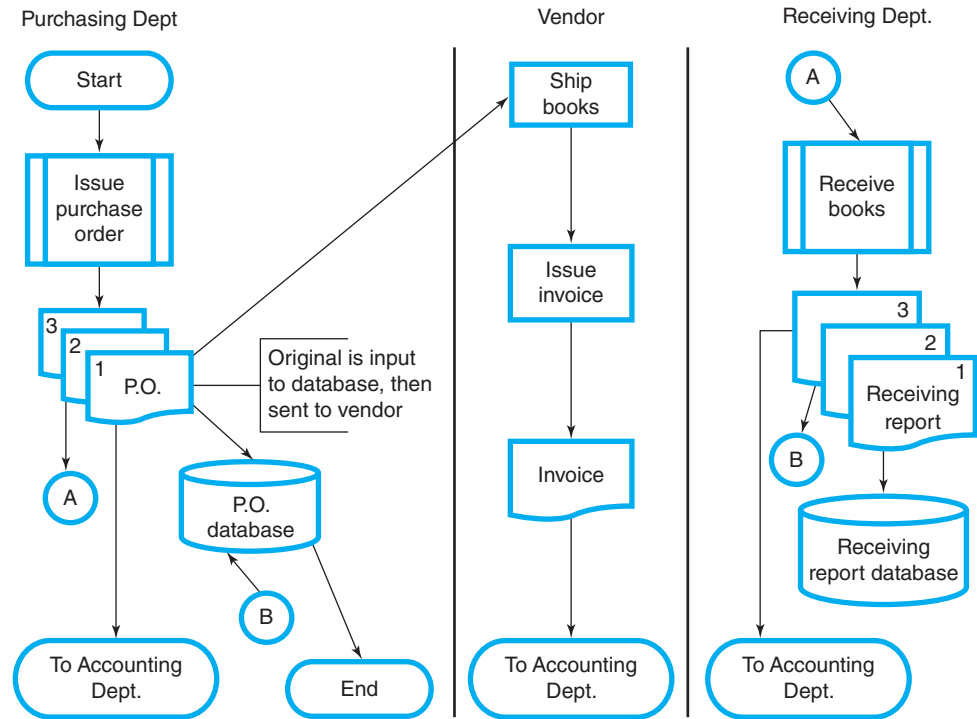 Purchasing Dept
Start
Issue
purchase
order
3
2
1
P.O.
Original is input
to database, then
sent to vendor
A
P.O.
database
B
To Accounting
Dept.
End
Vendor
Ship
books
Issue
invoice
Invoice
To Accounting
Dept.
Receiving Dept.
A
Receive
books
3
2
1
Receiving
report
B
Receiving
report database
To Accounting
Dept.